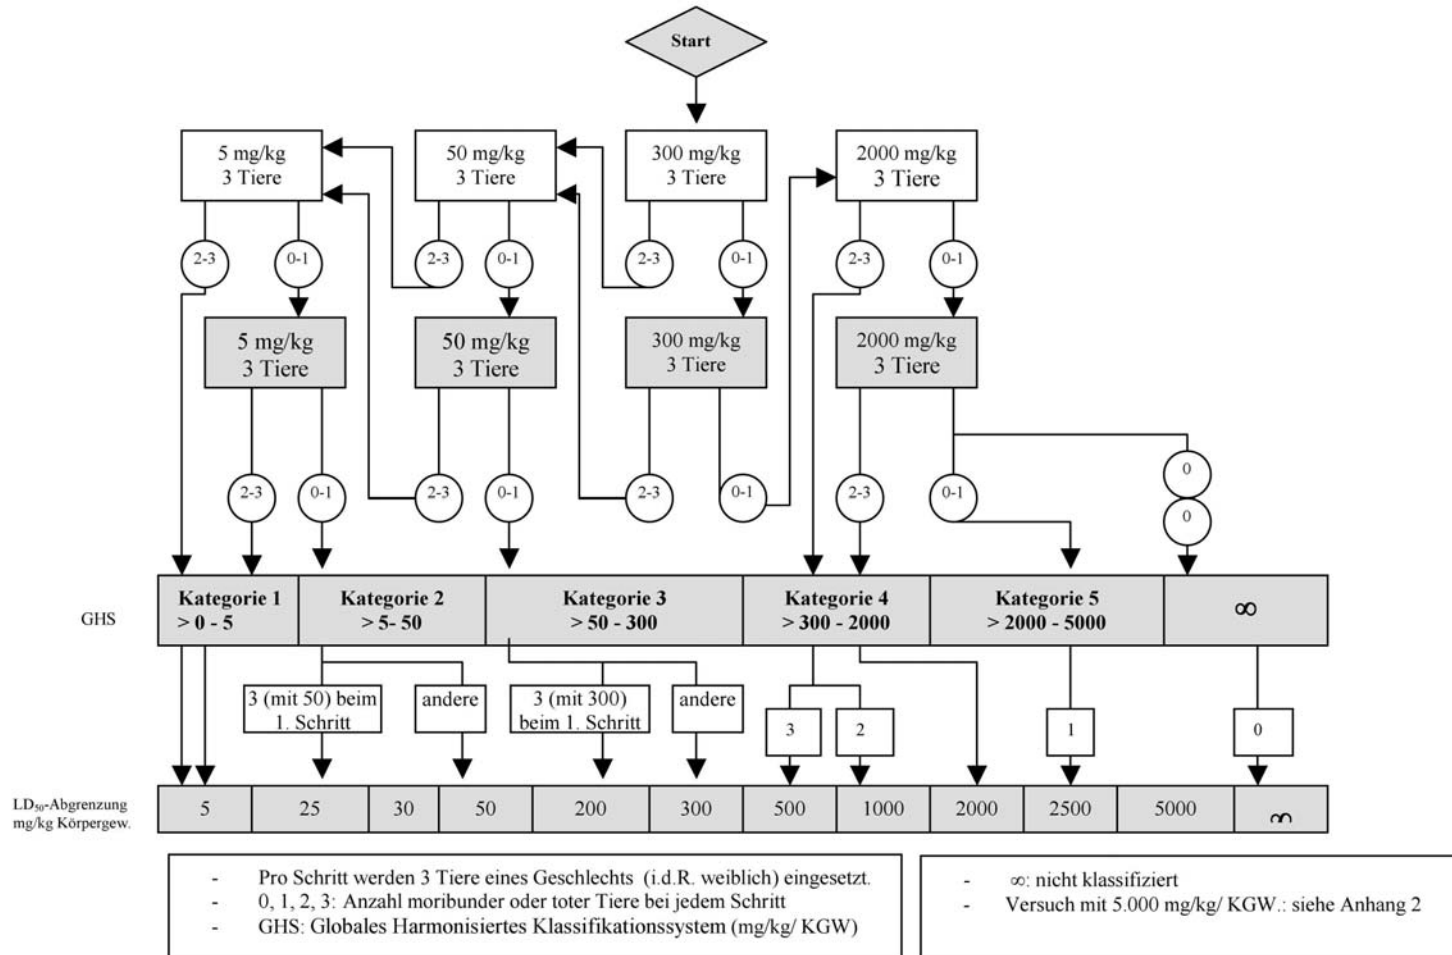 Start
5 mg/kg
3 Tiere
50 mg/kg
3 Tiere
300 mg/kg
3 Tiere
2000 mg/kg
3 Tiere
2-3
0-1
2-3
0-1
2-3
0-1
2-3
0-1
5 mg/kg
3 Tiere
50 mg/kg
3 Tiere
300 mg/kg
3 Tiere
2000 mg/kg
3 Tiere
2-3
0-1
2-3
0-1
2-3
0-1
2-3
0-1
0
0
GHS
Kategorie 1
> 0 - 5
Kategorie 2
> 5- 50
Kategorie 3
> 50 - 300
Kategorie 4
> 300 - 2000
Kategorie 5
> 2000 - 5000
∞
3 (mit 50) beim
1. Schritt
andere
3 (mit 300)
beim 1. Schritt
andere
3
2
1
0
LD₅₀-Abgrenzung
mg/kg Körpergew.
5
25
30
50
200
300
500
1000
2000
2500
5000
∞
- Pro Schritt werden 3 Tiere eines Geschlechts (i.d.R. weiblich) eingesetzt.
- 0, 1, 2, 3: Anzahl moribunder oder toter Tiere bei jedem Schritt
- GHS: Globales Harmonisiertes Klassifikationssystem (mg/kg/ KGW)
- ∞: nicht klassifiziert
- Versuch mit 5.000 mg/kg/ KGW.: siehe Anhang 2